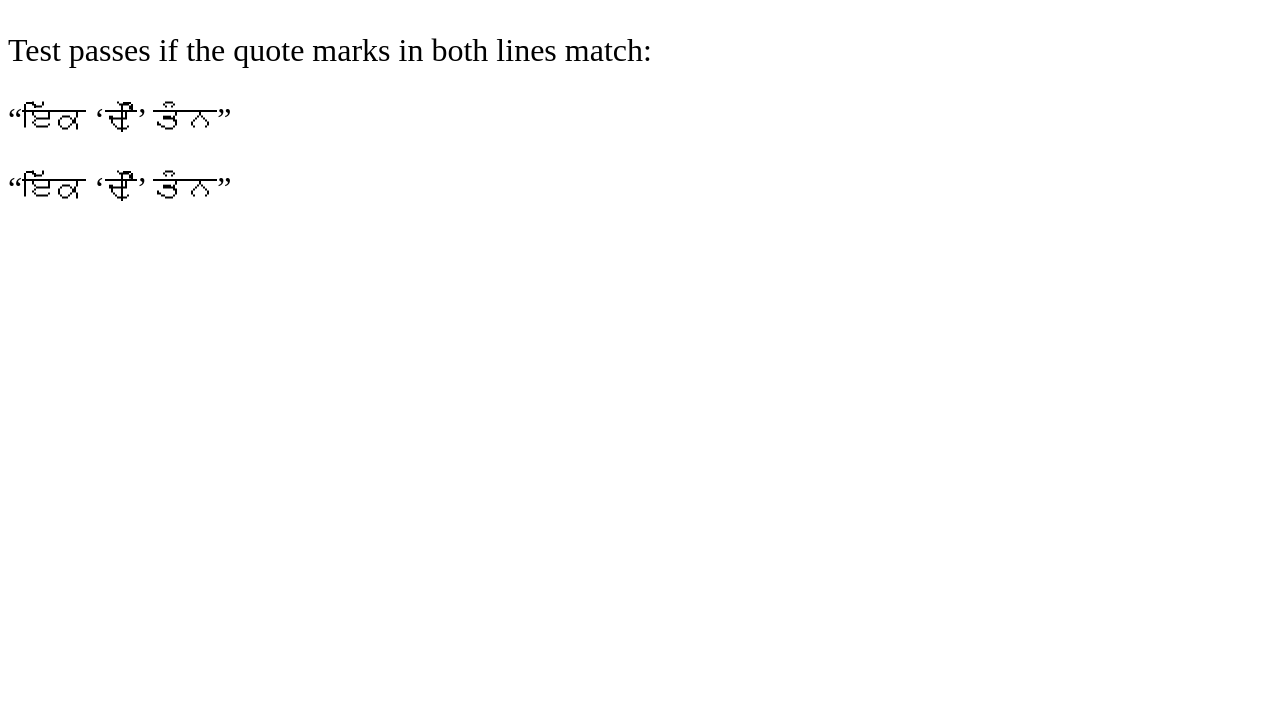 Test passes if the quote marks in both lines match:
“ਇੱਕ ‘’ ਤੰਨ”
“ਇੱਕ ‘’ ਤੰਨ”